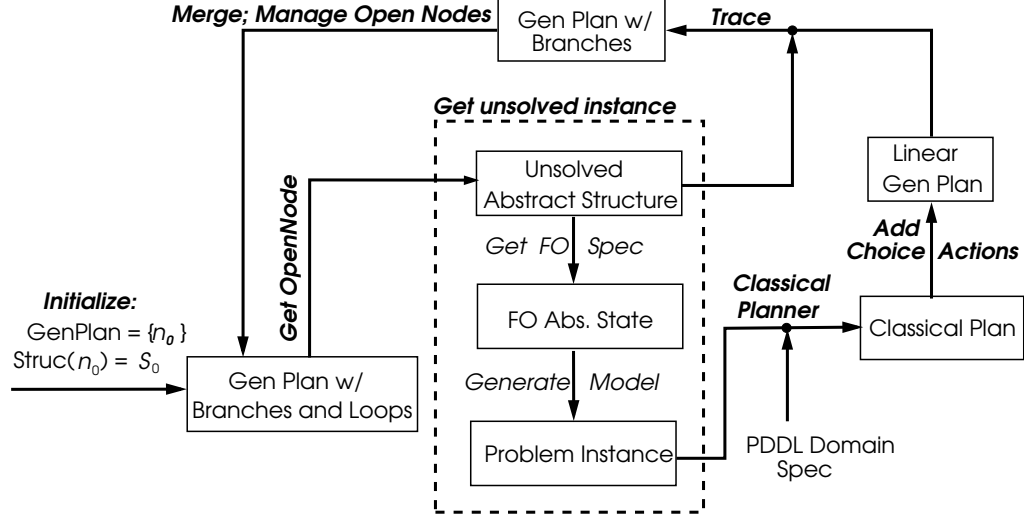 Merge; Manage Open Nodes
Gen Plan w/
Branches
Trace
Get unsolved instance
Unsolved
Abstract Structure
Linear
Gen Plan
Get OpenNode
Get FO Spec
Add
Choice Actions
Initialize:
GenPlan = {n₀}
Struc(n₀) = S₀
FO Abs. State
Classical
Planner
Classical Plan
Gen Plan w/
Branches and Loops
Generate Model
Problem Instance
PDDL Domain
Spec